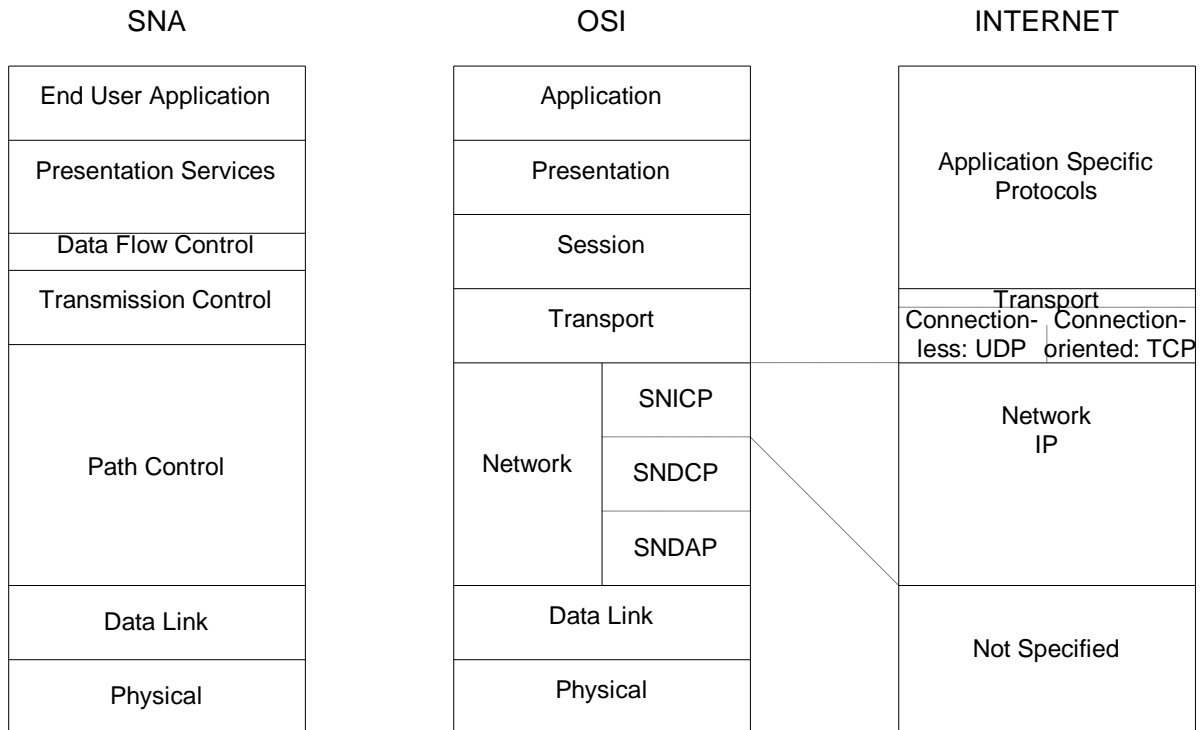 SNA
End User Application
Presentation Services
Data Flow Control
Transmission Control
Path Control
Data Link
Physical
OSI
Application
Presentation
Session
Transport
Network
SNICP
SNDCP
SNDAP
Data Link
Physical
INTERNET
Application Specific
Protocols
Transport
Connection-
less: UDP
Connection-
oriented: TCP
Network
IP
Not Specified